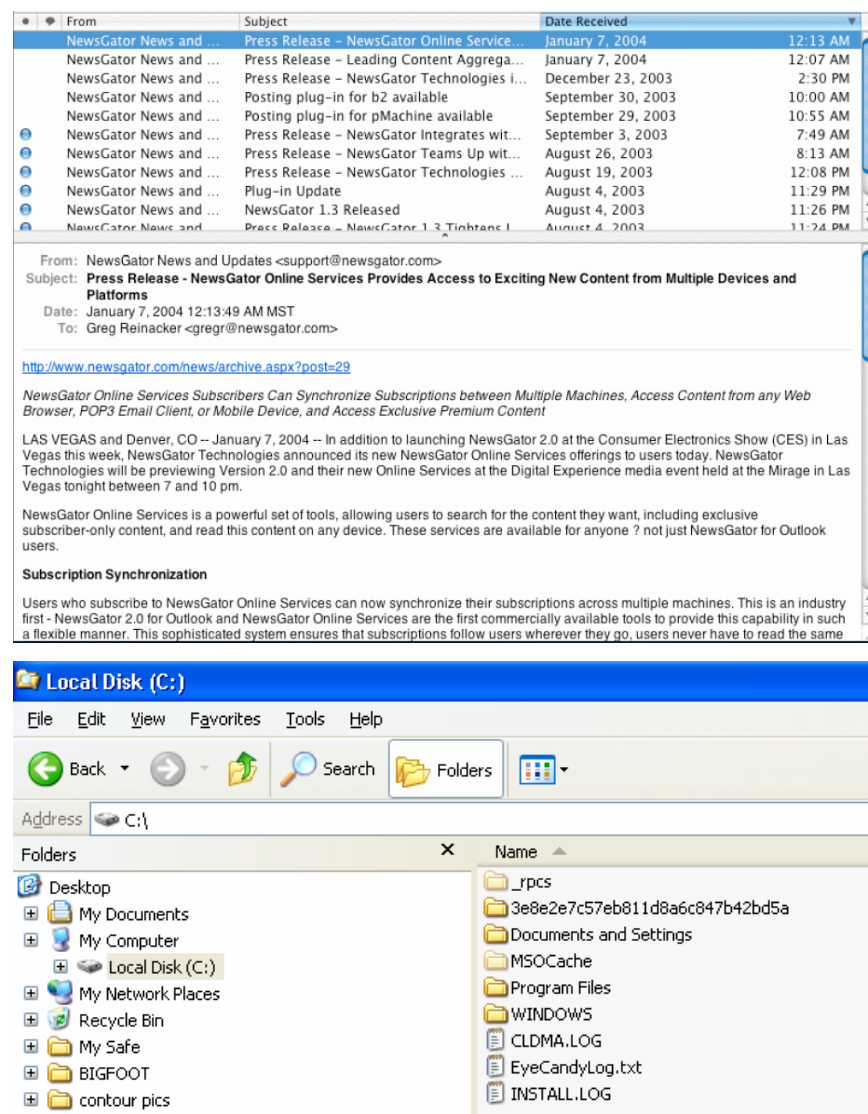 From Subject Date Received
NewsGator News and ... Press Release – NewsGator Online Service... January 7, 2004 12:13 AM
NewsGator News and ... Press Release – Leading Content Aggrega... January 7, 2004 12:07 AM
NewsGator News and ... Press Release – NewsGator Technologies i... December 23, 2003 2:30 PM
NewsGator News and ... Posting plug-in for b2 available September 30, 2003 10:00 AM
NewsGator News and ... Posting plug-in for pMachine available September 29, 2003 10:55 AM
NewsGator News and ... Press Release – NewsGator Integrates wit... September 3, 2003 7:49 AM
NewsGator News and ... Press Release – NewsGator Teams Up wit... August 26, 2003 8:13 AM
NewsGator News and ... Press Release – NewsGator Technologies ... August 19, 2003 12:08 PM
NewsGator News and ... Plug-in Update August 4, 2003 11:29 PM
NewsGator News and ... NewsGator 1.3 Released August 4, 2003 11:26 PM
NewsGator News and ... Press Release – NewsGator 1.3 Tightens I... August 4, 2003 11:24 PM
From: NewsGator News and Updates <support@newsgator.com>
Subject: Press Release - NewsGator Online Services Provides Access to Exciting New Content from Multiple Devices and
Platforms
Date: January 7, 2004 12:13:49 AM MST
To: Greg Reinacker <gregr@newsgator.com>
http://www.newsgator.com/news/archive.aspx?post=29
NewsGator Online Services Subscribers Can Synchronize Subscriptions between Multiple Machines, Access Content from any Web
Browser, POP3 Email Client, or Mobile Device, and Access Exclusive Premium Content
LAS VEGAS and Denver, CO -- January 7, 2004 -- In addition to launching NewsGator 2.0 at the Consumer Electronics Show (CES) in Las
Vegas this week, NewsGator Technologies announced its new NewsGator Online Services offerings to users today. NewsGator
Technologies will be previewing Version 2.0 and their new Online Services at the Digital Experience media event held at the Mirage in Las
Vegas tonight between 7 and 10 pm.
NewsGator Online Services is a powerful set of tools, allowing users to search for the content they want, including exclusive
subscriber-only content, and read this content on any device. These services are available for anyone ? not just NewsGator for Outlook
users.
Subscription Synchronization
Users who subscribe to NewsGator Online Services can now synchronize their subscriptions across multiple machines. This is an industry
first - NewsGator 2.0 for Outlook and NewsGator Online Services are the first commercially available tools to provide this capability in such
a flexible manner. This sophisticated system ensures that subscriptions follow users wherever they go, users never have to read the same
Local Disk (C:)
File Edit View Favorites Tools Help
Back Search Folders
Address C:\
Folders × Name
Desktop
My Documents
My Computer
Local Disk (C:)
My Network Places
Recycle Bin
My Safe
BIGFOOT
contour pics
_rpcs
3e8e2e7c57eb811d8a6c847b42bd5a
Documents and Settings
MSOCache
Program Files
WINDOWS
CLDMA.LOG
EyeCandyLog.txt
INSTALL.LOG